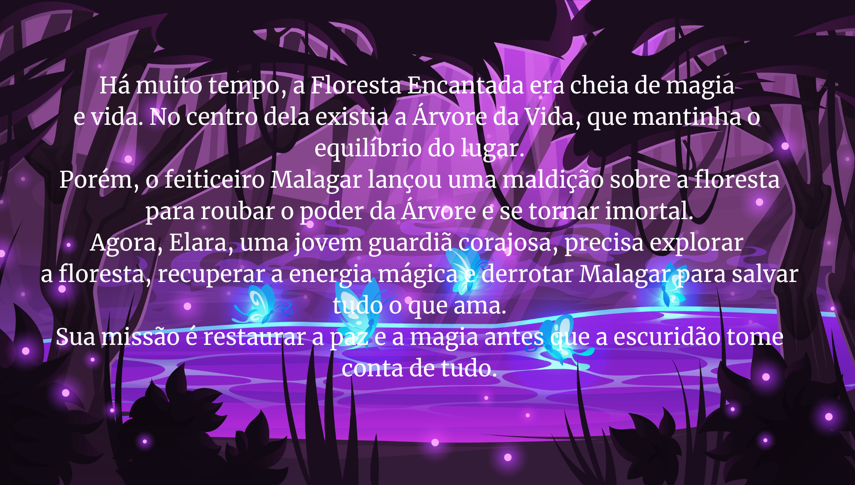 Há muito tempo, a Floresta Encantada era cheia de magia
e vida. No centro dela existia a Árvore da Vida, que mantinha o
equilíbrio do lugar.
Porém, o feiticeiro Malagar lançou uma maldição sobre a floresta
para roubar o poder da Árvore e se tornar imortal.
Agora, Elara, uma jovem guardiã corajosa, precisa explorar
a floresta, recuperar a energia mágica e derrotar Malagar para salvar
tudo o que ama.
Sua missão é restaurar a paz e a magia antes que a escuridão tome
conta de tudo.